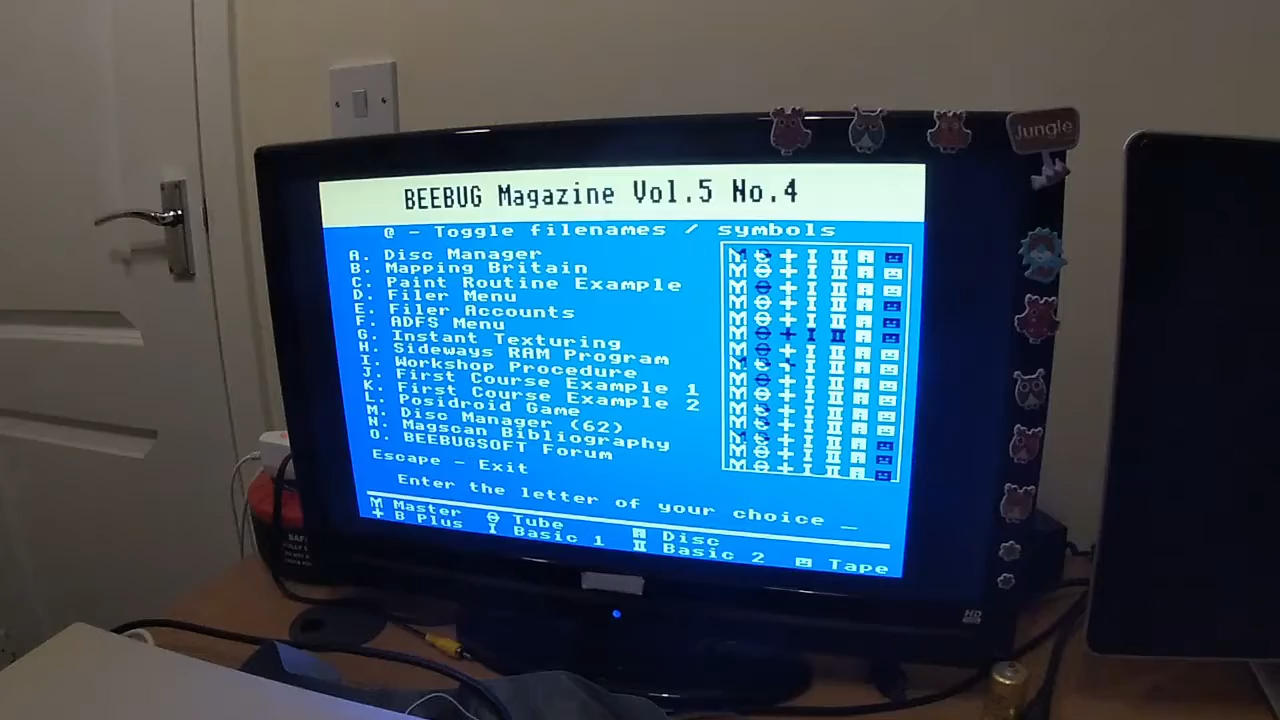 Jungle
BEEBUG Magazine Vol.5 No.4
@ - Toggle filenames / symbols
A. Disc Manager
B. Mapping Britain
C. Paint Routine Example
D. Filer Menu
E. Filer Accounts
F. ADFS Menu
G. Instant Texturing
H. Sideways RAM Program
I. Workshop Procedure
J. First Course Example 1
K. First Course Example 2
L. Posidroid Game
M. Disc Manager (62)
N. Magscan Bibliography
O. BEEBUGSOFT Forum
Escape - Exit
Enter the letter of your choice _
M Master Θ Tube A Disc
+ B Plus I Basic 1 II Basic 2 Tape
HD